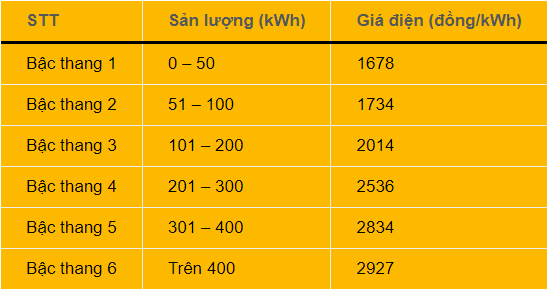 STT Sản lượng (kWh) Giá điện (đồng/kWh)
Bậc thang 1 0 – 50 1678
Bậc thang 2 51 – 100 1734
Bậc thang 3 101 – 200 2014
Bậc thang 4 201 – 300 2536
Bậc thang 5 301 – 400 2834
Bậc thang 6 Trên 400 2927